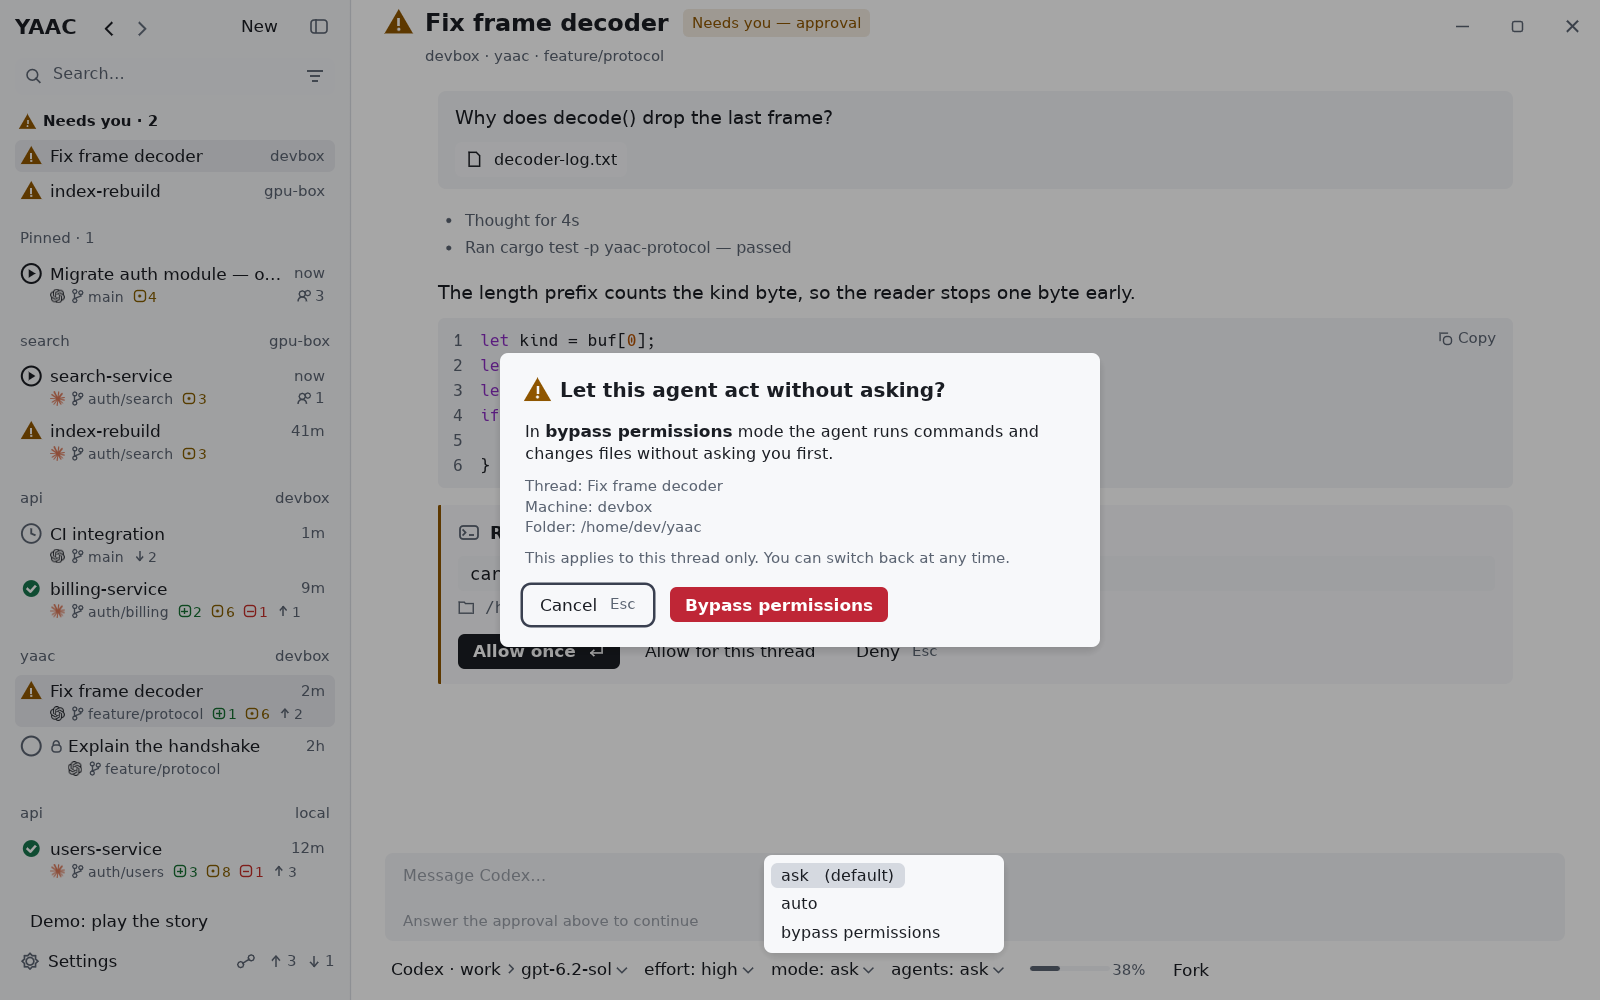 YAAC
New
Search...
Needs you · 2
Fix frame decoder devbox
index-rebuild gpu-box
Pinned · 1
Migrate auth module — o... now
main 4 3
search gpu-box
search-service now
auth/search 3 1
index-rebuild 41m
auth/search 3
api devbox
CI integration 1m
main ↓2
billing-service 9m
auth/billing 2 6 1 ↑1
yaac devbox
Fix frame decoder 2m
feature/protocol 1 6 ↑2
Explain the handshake 2h
feature/protocol
api local
users-service 12m
auth/users 3 8 1 ↑3
Demo: play the story
Settings ↑3 ↓1
Fix frame decoder Needs you — approval
devbox · yaac · feature/protocol
Why does decode() drop the last frame?
decoder-log.txt
• Thought for 4s
• Ran cargo test -p yaac-protocol — passed
The length prefix counts the kind byte, so the reader stops one byte early.
Copy
1 let kind = buf[0];
2 le
3 le
4 if
5
6 }
R
car
/h
Allow once ↵ Allow for this thread Deny Esc
Let this agent act without asking?
In bypass permissions mode the agent runs commands and
changes files without asking you first.
Thread: Fix frame decoder
Machine: devbox
Folder: /home/dev/yaac
This applies to this thread only. You can switch back at any time.
Cancel Esc Bypass permissions
Message Codex...
Answer the approval above to continue
ask (default)
auto
bypass permissions
Codex · work > gpt-6.2-sol effort: high mode: ask agents: ask 38% Fork